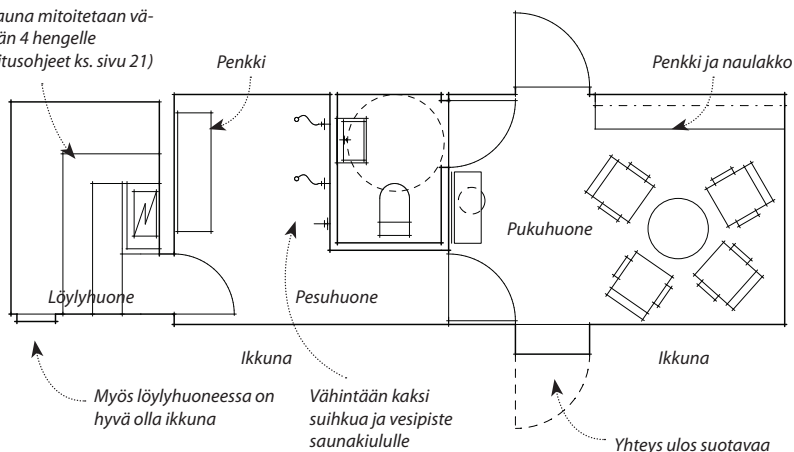 auna mitoitetaan vä-
än 4 hengelle
itusohjeet ks. sivu 21)
Penkki
Penkki ja naulakko
Pukuhuone
Löylyhuone
Pesuhuone
Ikkuna
Ikkuna
Myös löylyhuoneessa on
hyvä olla ikkuna
Vähintään kaksi
suihkua ja vesipiste
saunakiululle
Yhteys ulos suotavaa